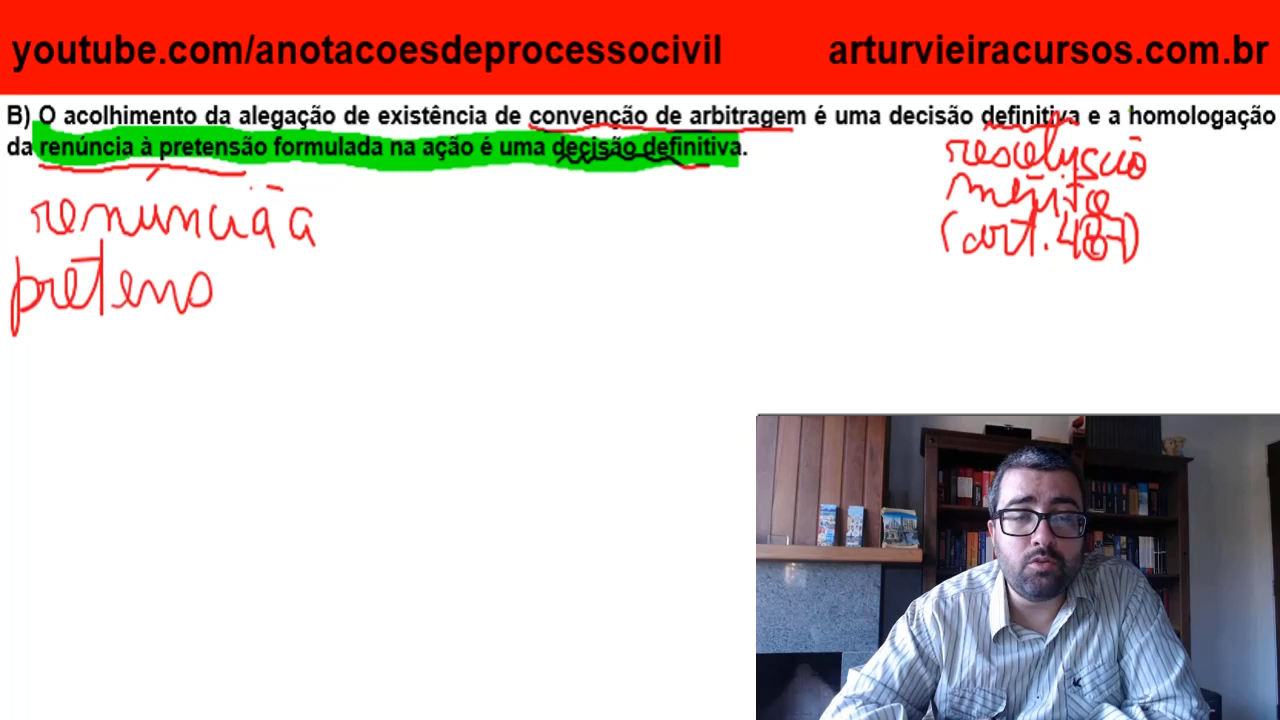 youtube.com/anotacoesdeprocessocivil arturvieiracursos.com.br
B) O acolhimento da alegação de existência de convenção de arbitragem é uma decisão definitiva e a homologação
da renúncia à pretensão formulada na ação é uma decisão definitiva.
resolução
mérito
(art. 487)
renúncia à
pretens